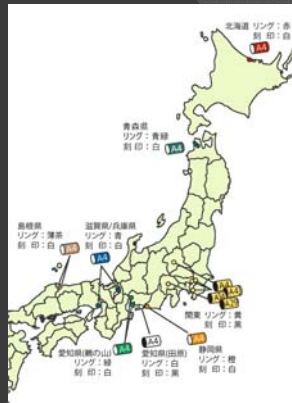 北海道 リング：赤
刻 印：白
A4
青森県
リング：青緑
刻 印：白
A4
島根県
リング：薄茶
刻 印：白
A4
滋賀県/兵庫県
リング：青
刻 印：白
A4
A4
A4
関東 リング：黄
刻 印：黒
A4
愛知県(鵜の山)
リング：緑
刻 印：白
A4
愛知県(田原)
リング：白
刻 印：黒
A4
静岡県
リング：橙
刻 印：白